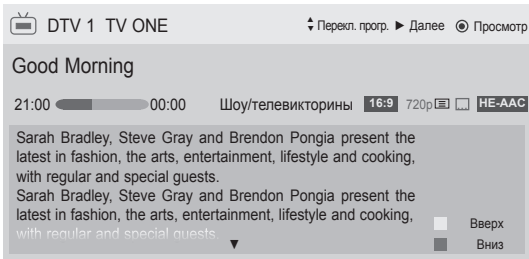 DTV 1 TV ONE
Перекл. прогр. ► Далее ◉ Просмотр
Good Morning
21:00 00:00 Шоу/телевикторины 16:9 720p HE-AAC
Sarah Bradley, Steve Gray and Brendon Pongia present the
latest in fashion, the arts, entertainment, lifestyle and cooking,
with regular and special guests.
Sarah Bradley, Steve Gray and Brendon Pongia present the
latest in fashion, the arts, entertainment, lifestyle and cooking,
with regular and special guests.
Вверх
Вниз